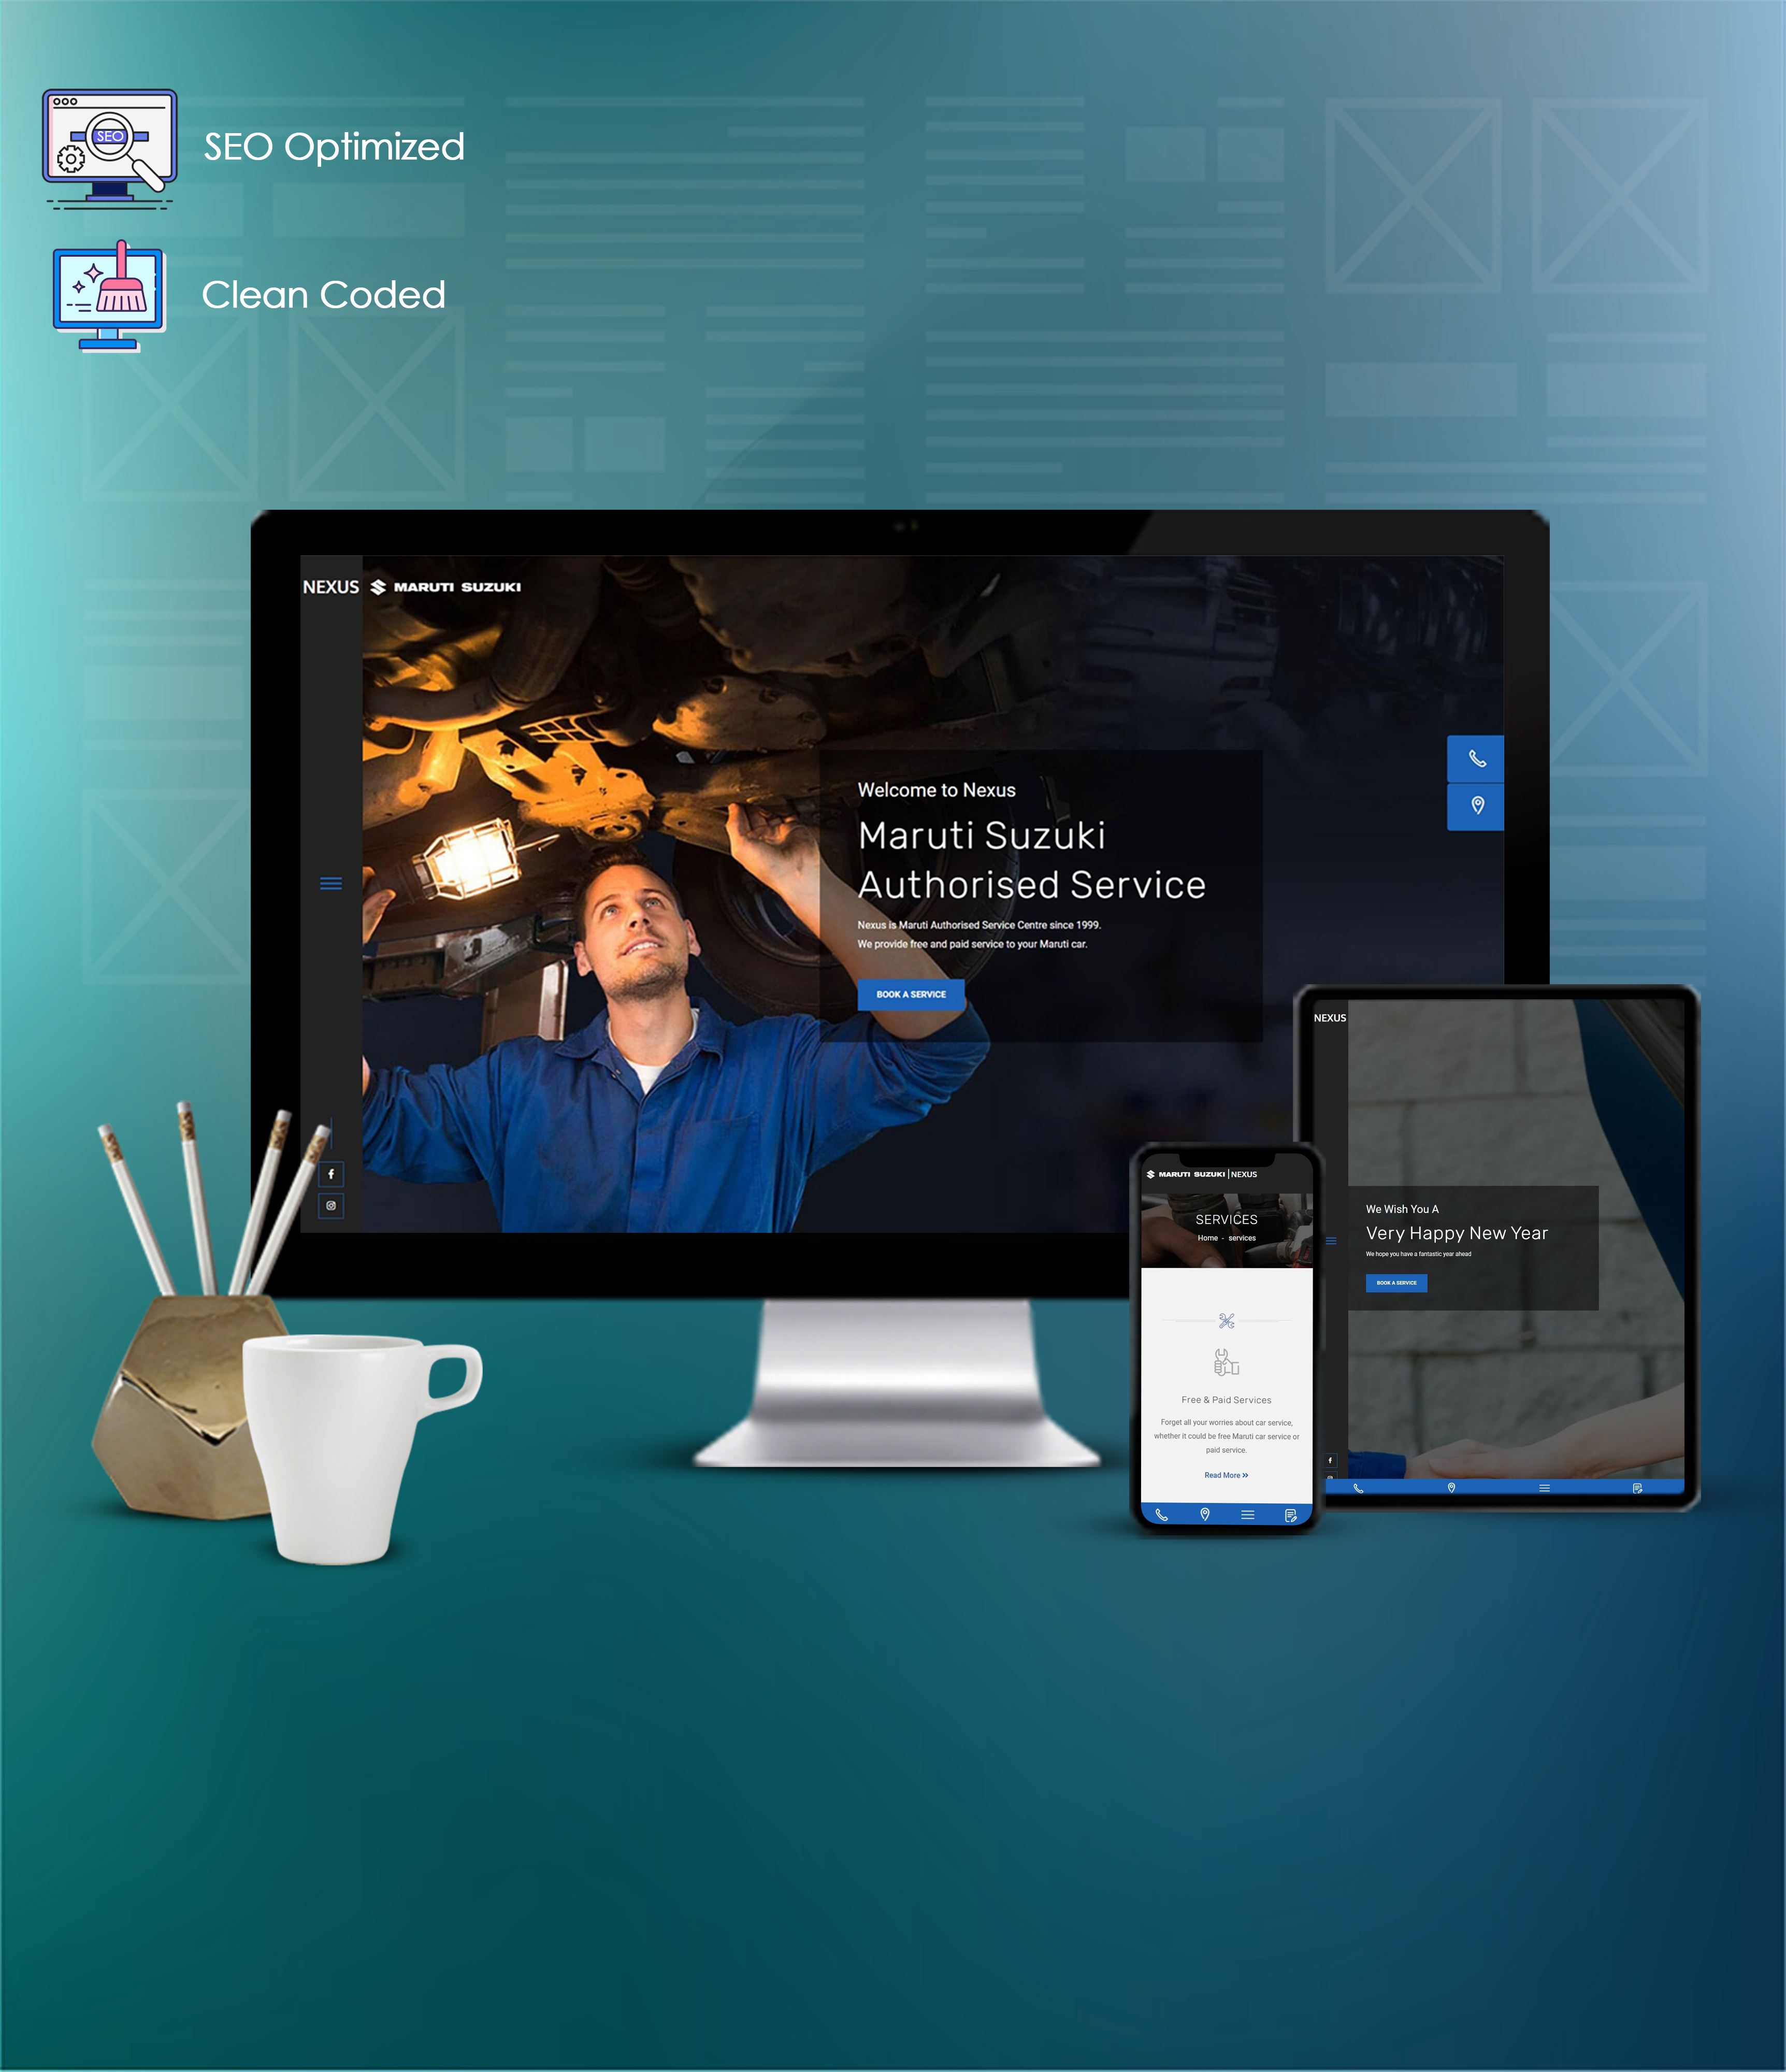 SEO
SEO Optimized
Clean Coded
NEXUS MARUTI SUZUKI
Welcome to Nexus
Maruti Suzuki
Authorised Service
Nexus is Maruti Authorised Service Centre since 1999.
We provide free and paid service to your Maruti car.
BOOK A SERVICE
NEXUS
We Wish You A
Very Happy New Year
We hope you have a fantastic year ahead
BOOK A SERVICE
MARUTI SUZUKI | NEXUS
SERVICES
Home - services
Free & Paid Services
Forget all your worries about car service,
whether it could be free Maruti car service or
paid service.
Read More »